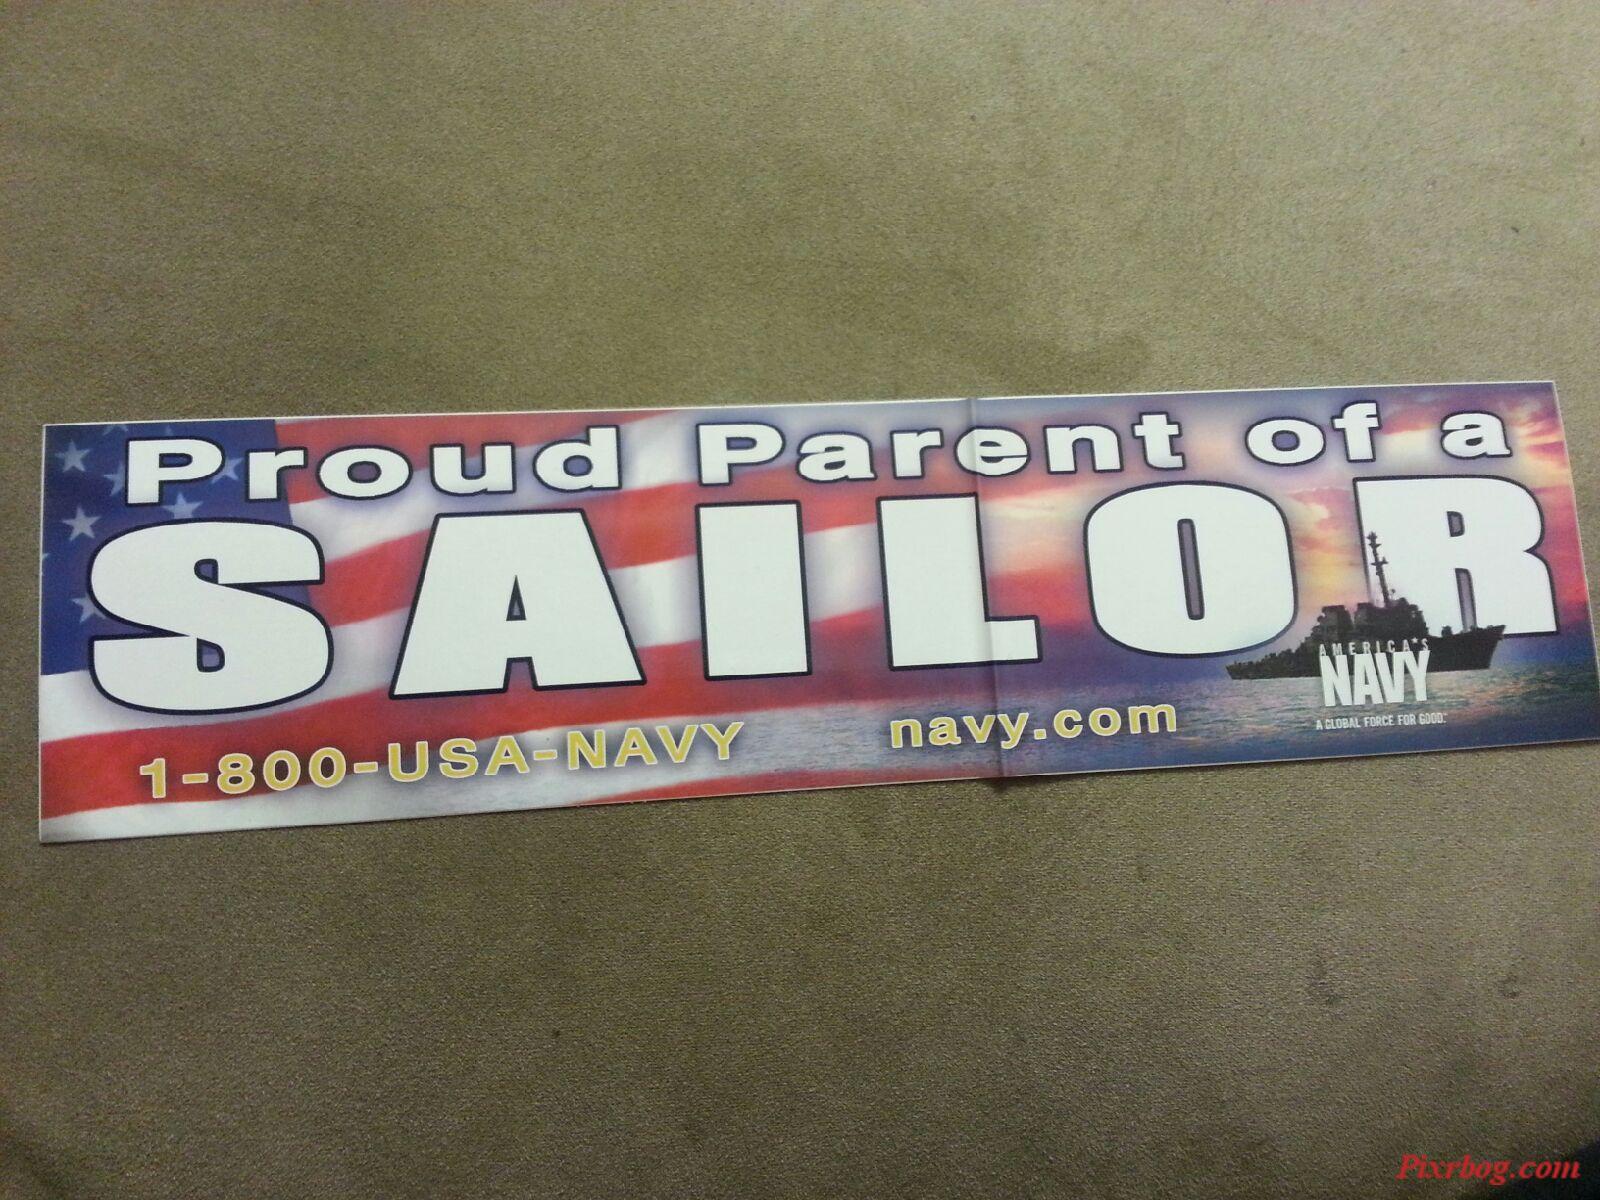 Proud Parent of a
SAILOR
1-800-USA-NAVY navy.com
AMERICA★S
NAVY
A GLOBAL FORCE FOR GOOD.
Pixrbog.com